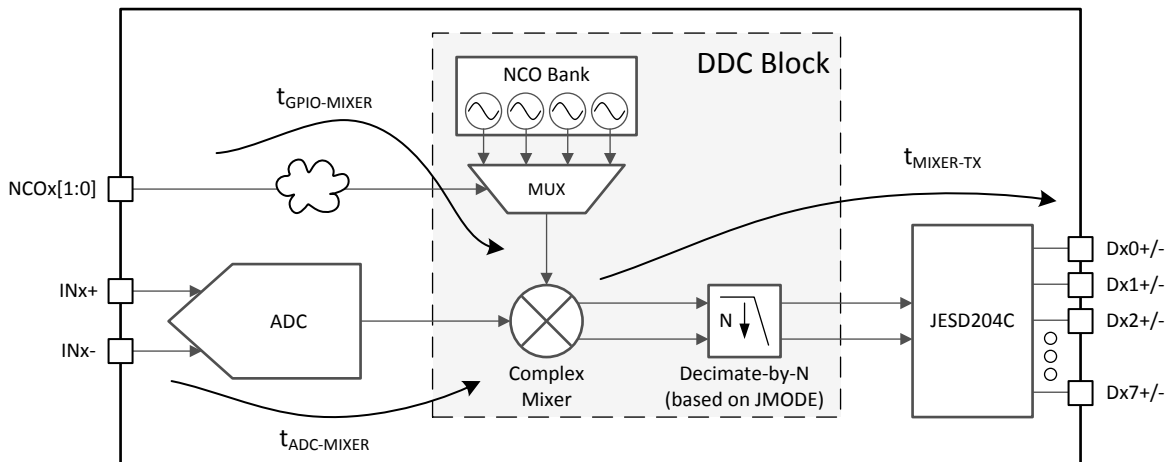 NCO Bank
DDC Block
tGPIO-MIXER
tMIXER-TX
NCOx[1:0]
MUX
Dx0+/-
INx+
Dx1+/-
ADC
N
JESD204C
Dx2+/-
INx-
Complex
Mixer
Decimate-by-N
(based on JMODE)
Dx7+/-
tADC-MIXER